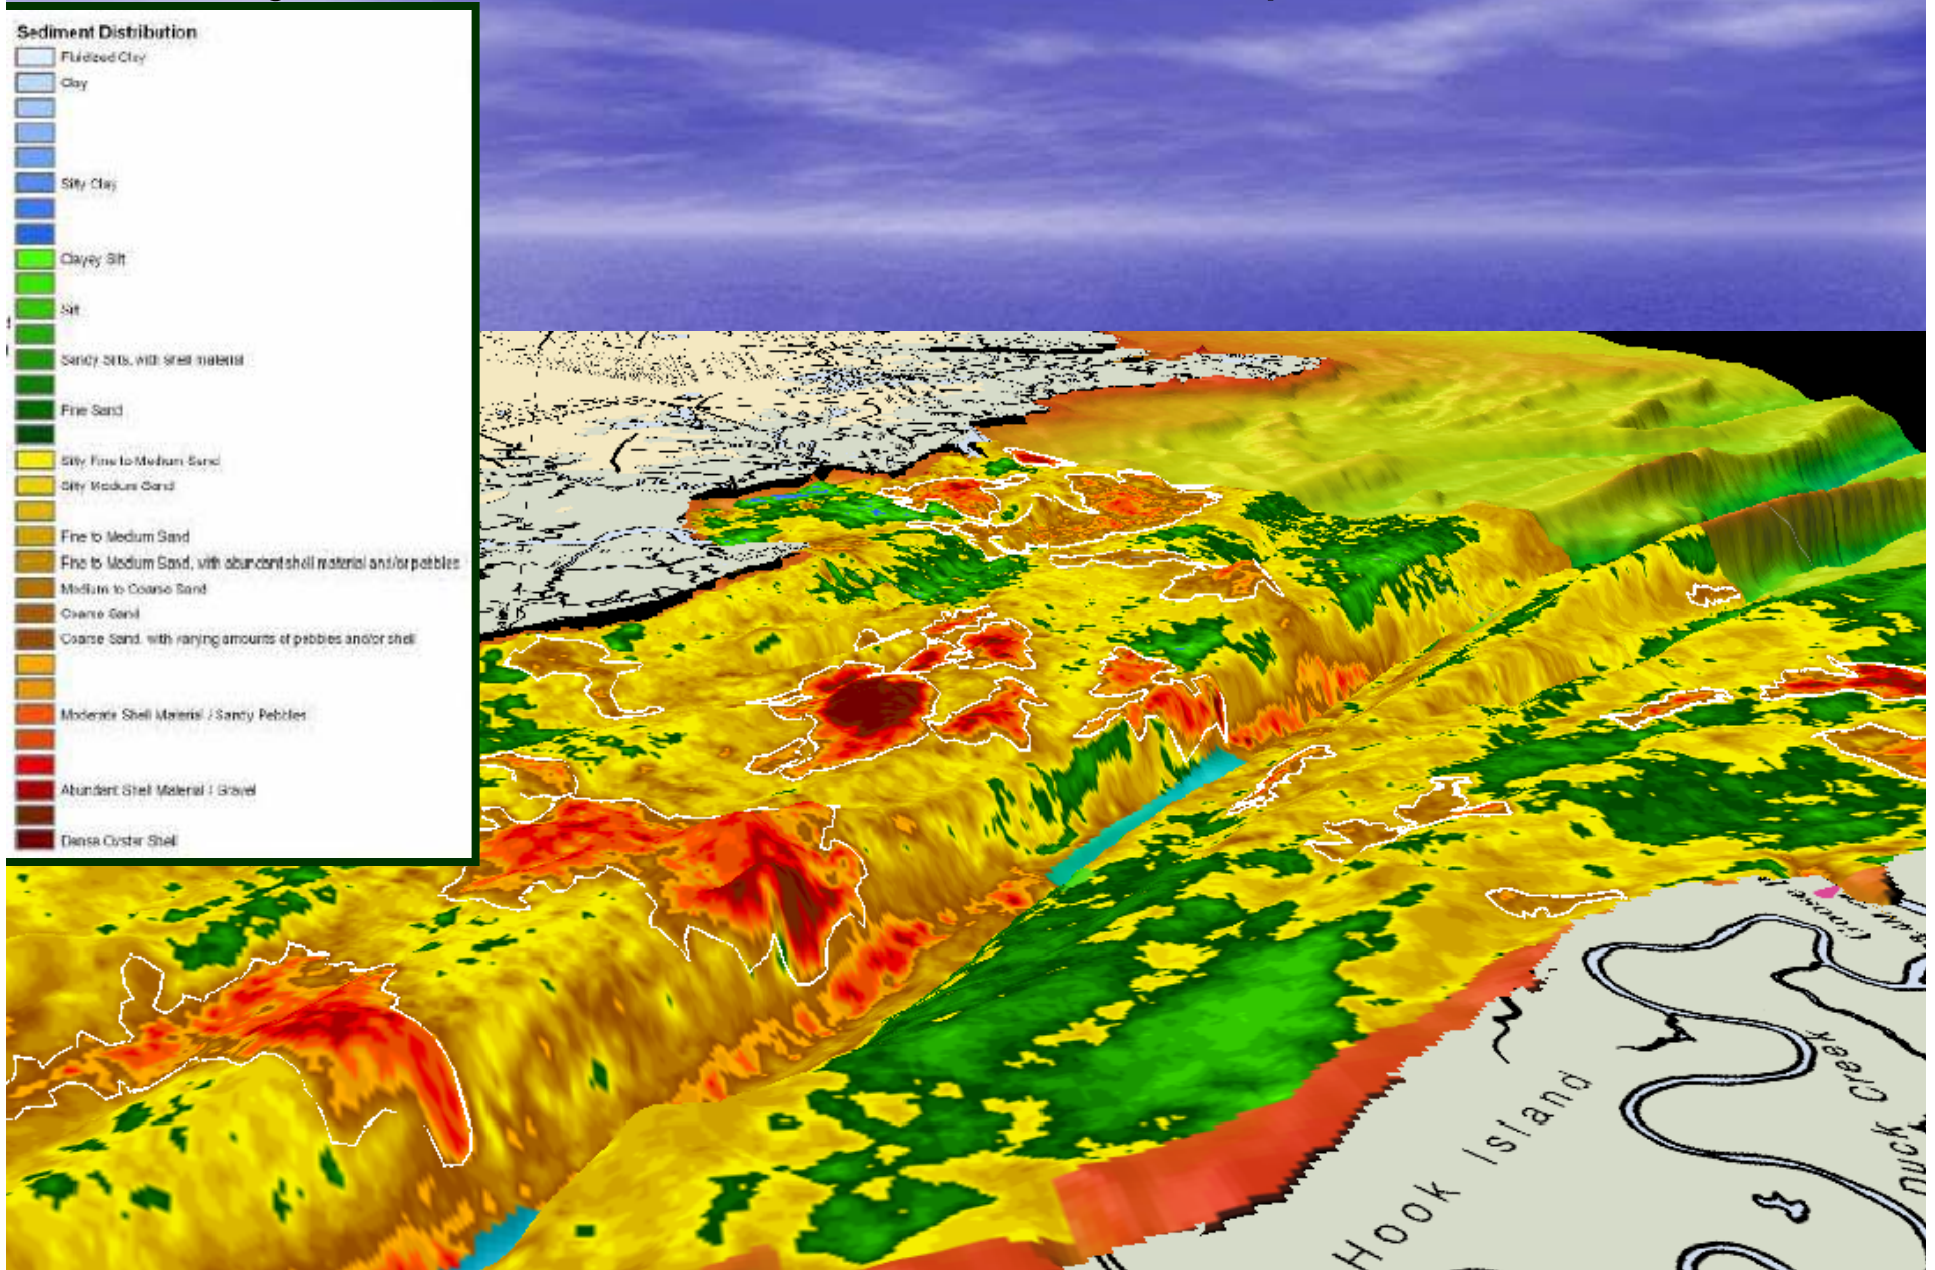 Sediment Distribution
Fluidized Clay
Clay
Silty Clay
Clayey Silt
Silt
Sandy Silts, with shell material
Fine Sand
Silty Fine to Medium Sand
Silty Medium Sand
Fine to Medium Sand
Fine to Medium Sand, with abundant shell material and/or pebbles
Medium to Coarse Sand
Coarse Sand
Coarse Sand, with varying amounts of pebbles and/or shell
Moderate Shell Material / Sandy Pebbles
Abundant Shell Material / Gravel
Dense Oyster Shell
Hook Island
Creek